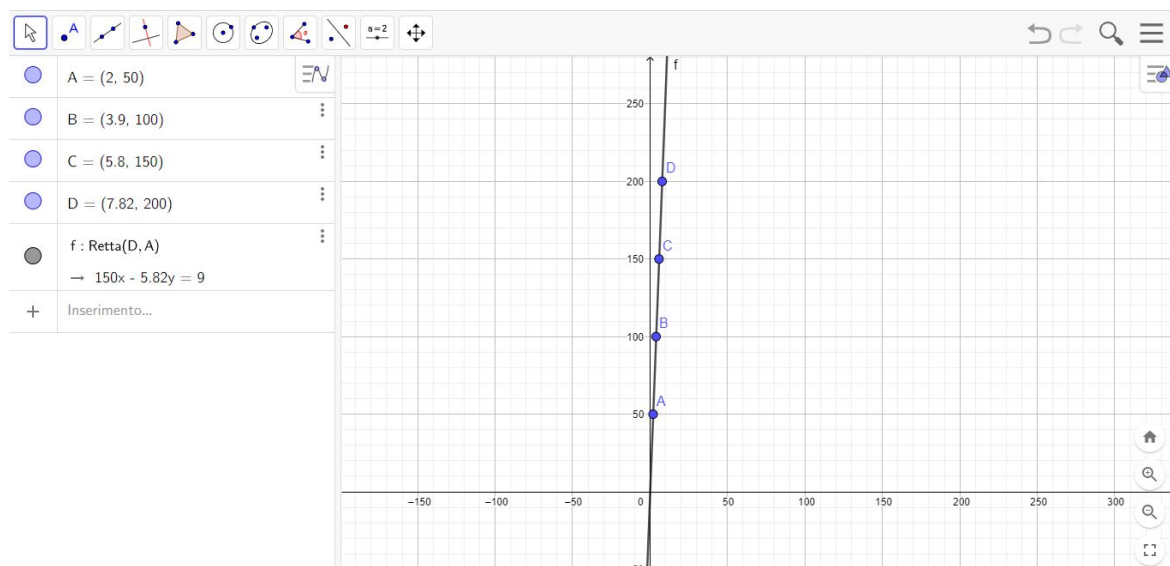 A
a=2
A = (2, 50)
B = (3.9, 100)
C = (5.8, 150)
D = (7.82, 200)
f : Retta(D, A)
→ 150x - 5.82y = 9
+ Inserimento...
f
250
D
200
C
150
B
100
A
50
−150 −100 −50 0 50 100 150 200 250 300